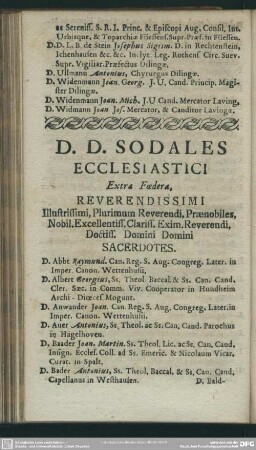 & Sereniss. S. R. I. Princ. & Episcopi Aug. Consil. Int.
Urbisque, & Toparchiæ Füessens. Supr. Præf. in Füessen,
D. D. L. B. de Stein Josephus Sigism. D. in Rechtenstein,
Ichenhausen &c. &c. In lyt. Leg. Rothens Circ. Suev.
Supr. Vigiliar. Præfectus Dilingæ,
D. Ullmann Antonius, Chyrurgus Dilingæ.
D. Widenmann Joan. Georg. J. U. Cand. Princip. Magister Dilingæ.
D. Widenmann Joan. Mich. J. U Cand. Mercator Laving,
D. Widmann Joan Jos. Mercator, & Canditor Lavingæ.
D. D. SODALES
ECCLESIASTICI
Extra Fœdera,
REVERENDISSIMI
Illustrissimi, Plurimum Reverendi, Prænobiles,
Nobil. Excellentiss. Clariss. Exim. Reverendi,
Doctiss. Domini Domini
SACERDOTES.
D. Abbt Raymund. Can. Reg. S. Aug. Congreg. Later. in
Imper. Canon. Wettenhusii.
D. Albert Georgius, Ss. Theol. Baccal. & Ss. Can. Cand.
Cler. Sæc. in Comm. Viv. Cooperator in Hundheim
Archi-Diœces. Mogunt.
D. Anwander Joan. Can Reg. S. Aug. Congreg. Later. in
Imper. Canon. Wettenhusii.
D. Auer Antonius, Ss. Theol. ac Ss. Can, Cand. Parochus
in Hägelhoven.
D. Baader Joan. Martin. Ss. Theol. Lic. ac Ss. Can, Caud,
Insign. Eccles. Coll. ad Ss. Emeric. & Nicolaum Vicar.
Curat. in Spalt.
D. Bader Antonius, Ss. Theol. Baccal. & Ss, Can. Cand,
Capellanus in Westhausen.
D. Bald-